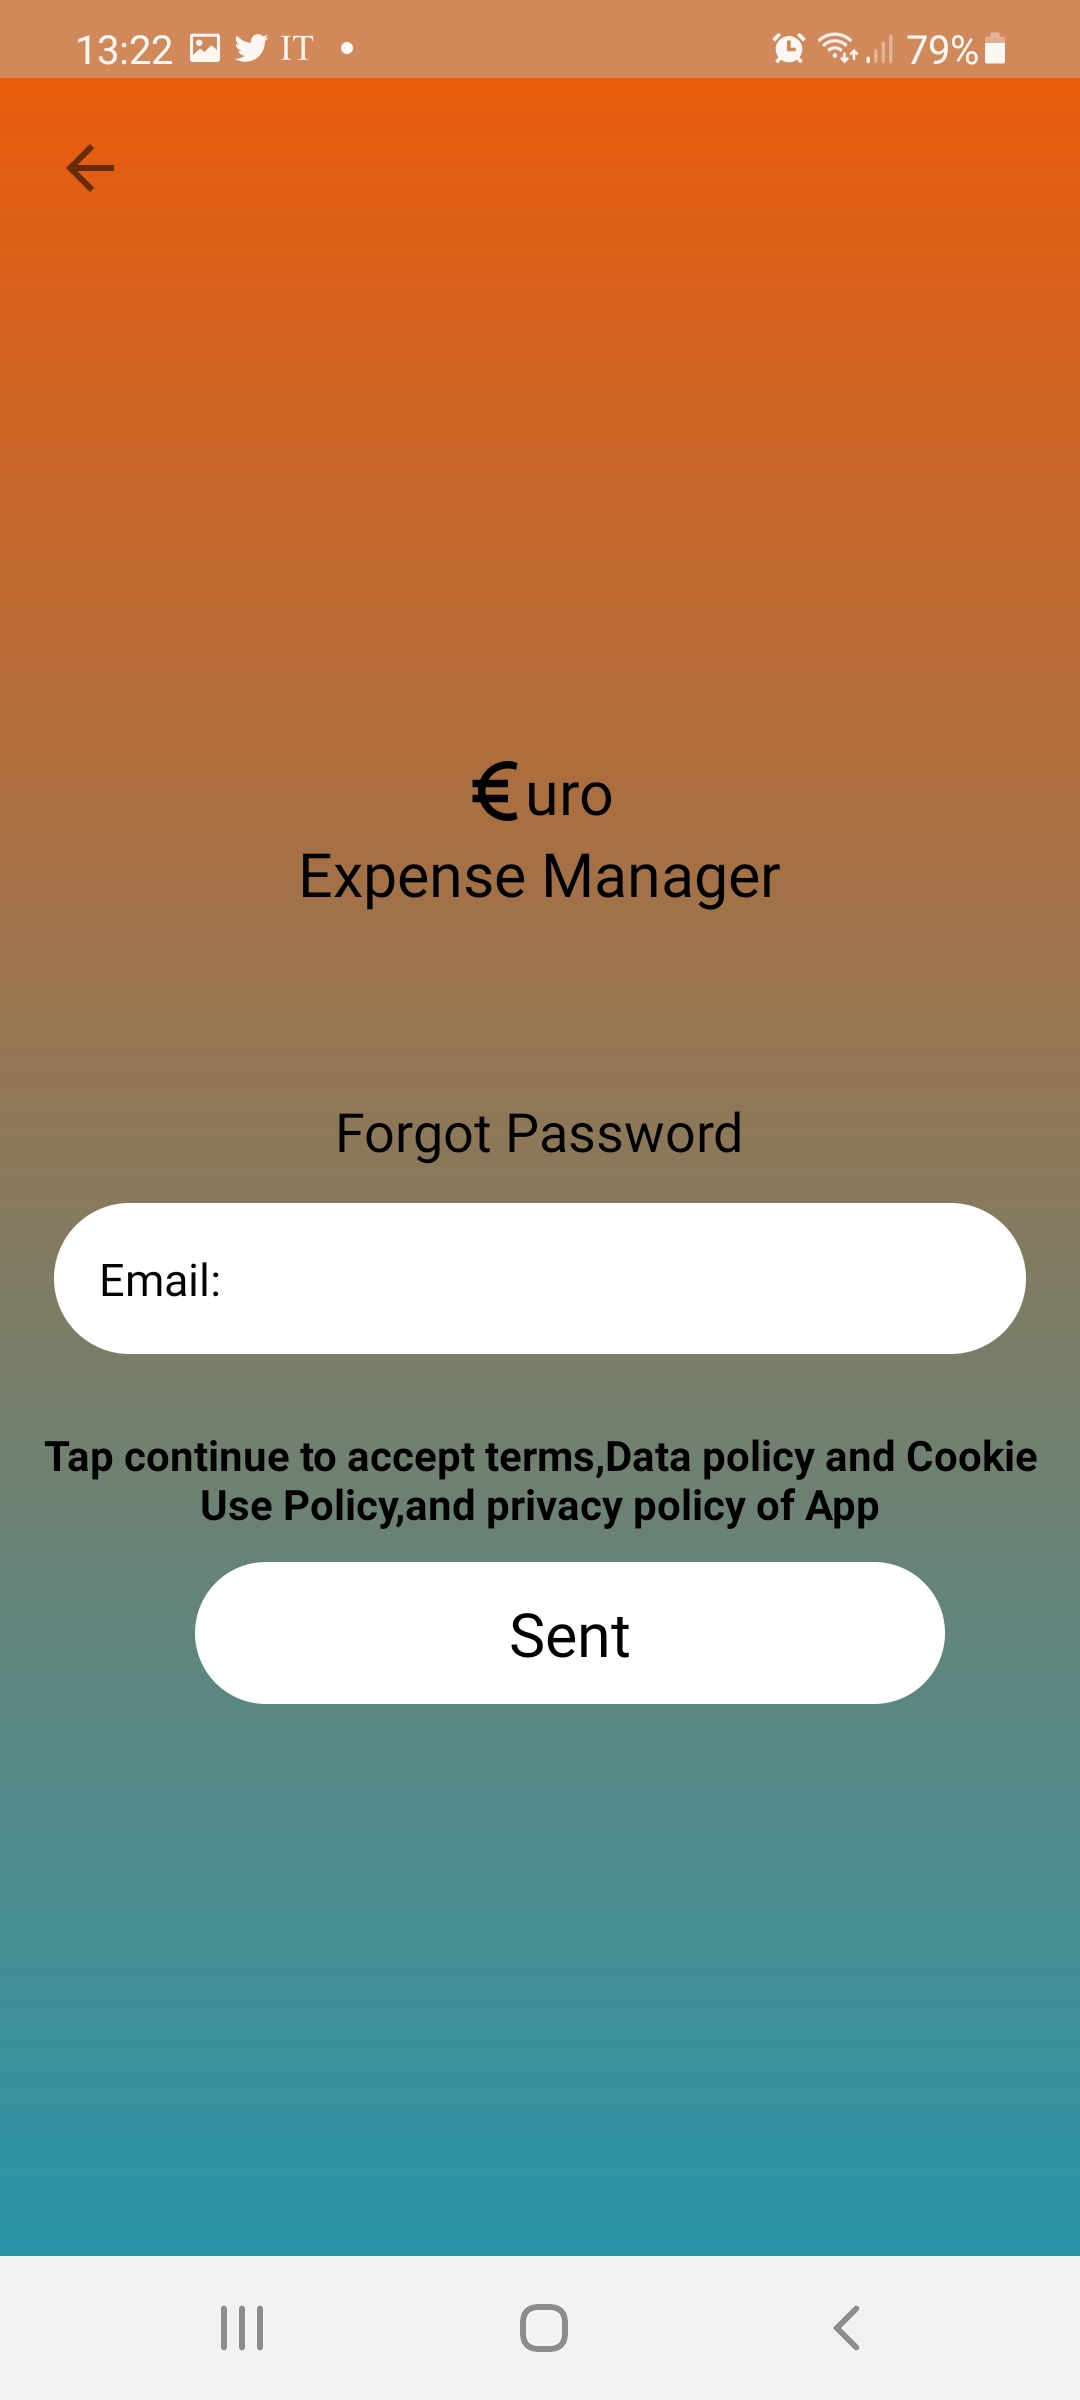 13:22 IT 79%
€uro
Expense Manager
Forgot Password
Email:
Tap continue to accept terms,Data policy and Cookie
Use Policy,and privacy policy of App
Sent